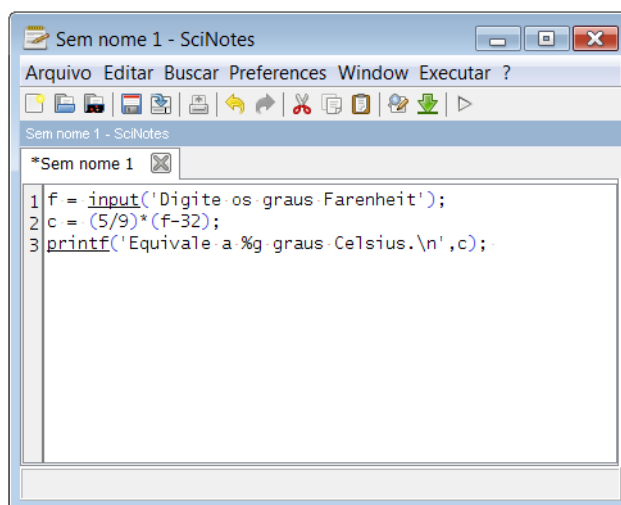 Sem nome 1 - SciNotes
Arquivo Editar Buscar Preferences Window Executar ?
Sem nome 1 - SciNotes
*Sem nome 1
1 f = input('Digite os graus Farenheit');
2 c = (5/9)*(f-32);
3 printf('Equivale a %g graus Celsius.\n',c);